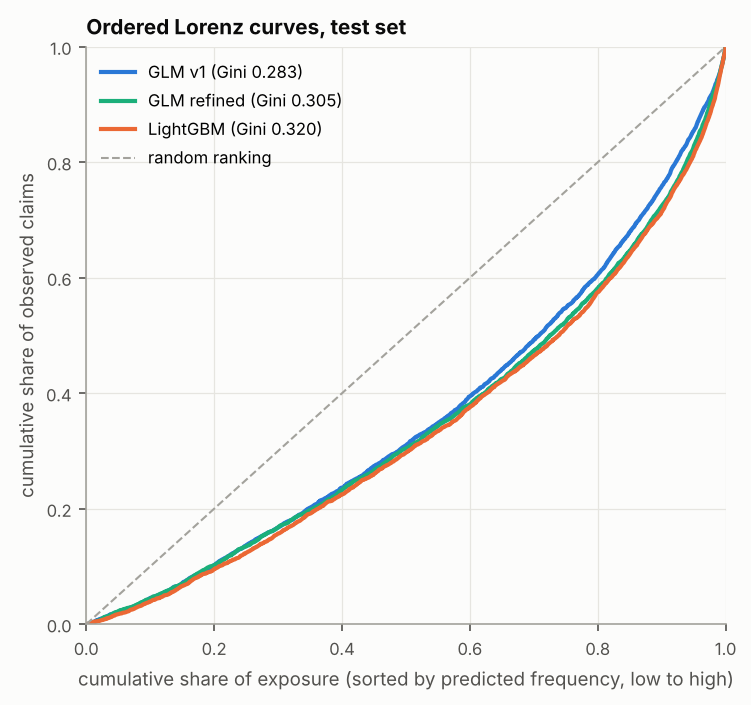 Ordered Lorenz curves, test set
GLM v1 (Gini 0.283)
GLM refined (Gini 0.305)
LightGBM (Gini 0.320)
random ranking
cumulative share of observed claims
1.0
0.8
0.6
0.4
0.2
0.0
0.0 0.2 0.4 0.6 0.8 1.0
cumulative share of exposure (sorted by predicted frequency, low to high)